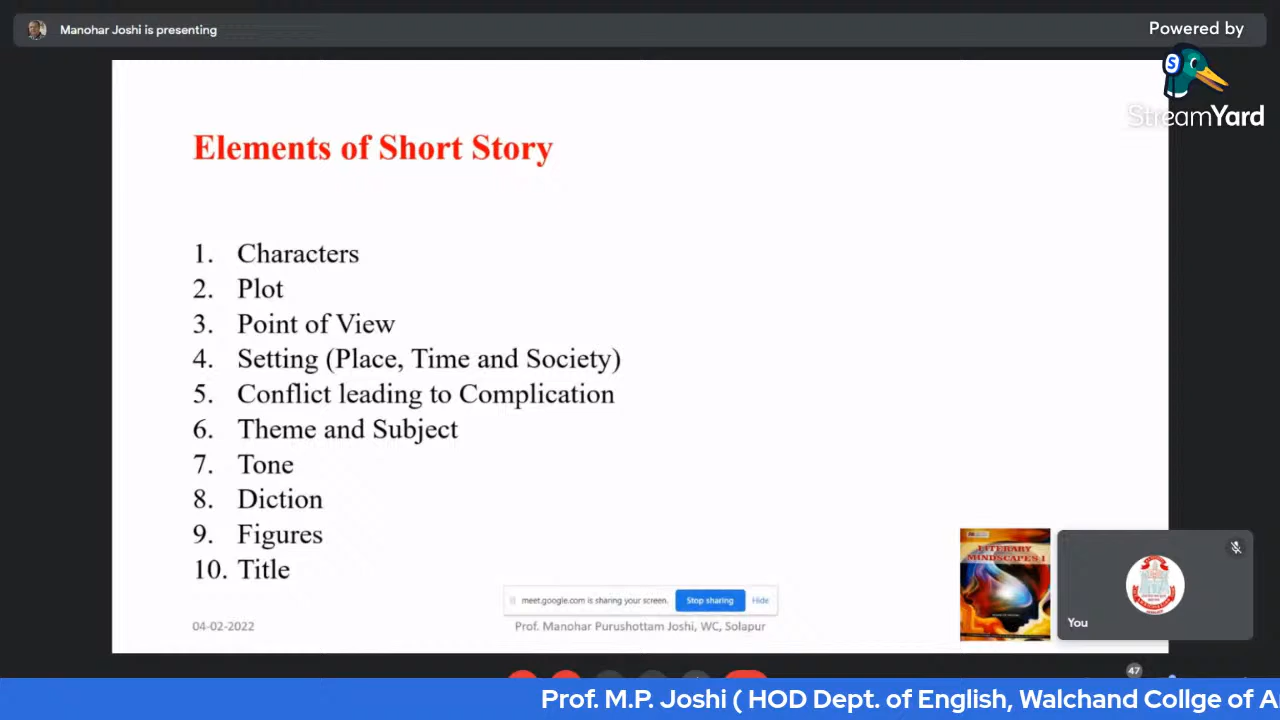 Manohar Joshi is presenting
Powered by
S
StreamYard
Elements of Short Story
1. Characters
2. Plot
3. Point of View
4. Setting (Place, Time and Society)
5. Conflict leading to Complication
6. Theme and Subject
7. Tone
8. Diction
9. Figures
10. Title
LITERARY
MINDSCAPES I
meet.google.com is sharing your screen.
Stop sharing
Hide
04-02-2022
Prof. Manohar Purushottam Joshi, WC, Solapur
You
47
Prof. M.P. Joshi ( HOD Dept. of English, Walchand Collge of A